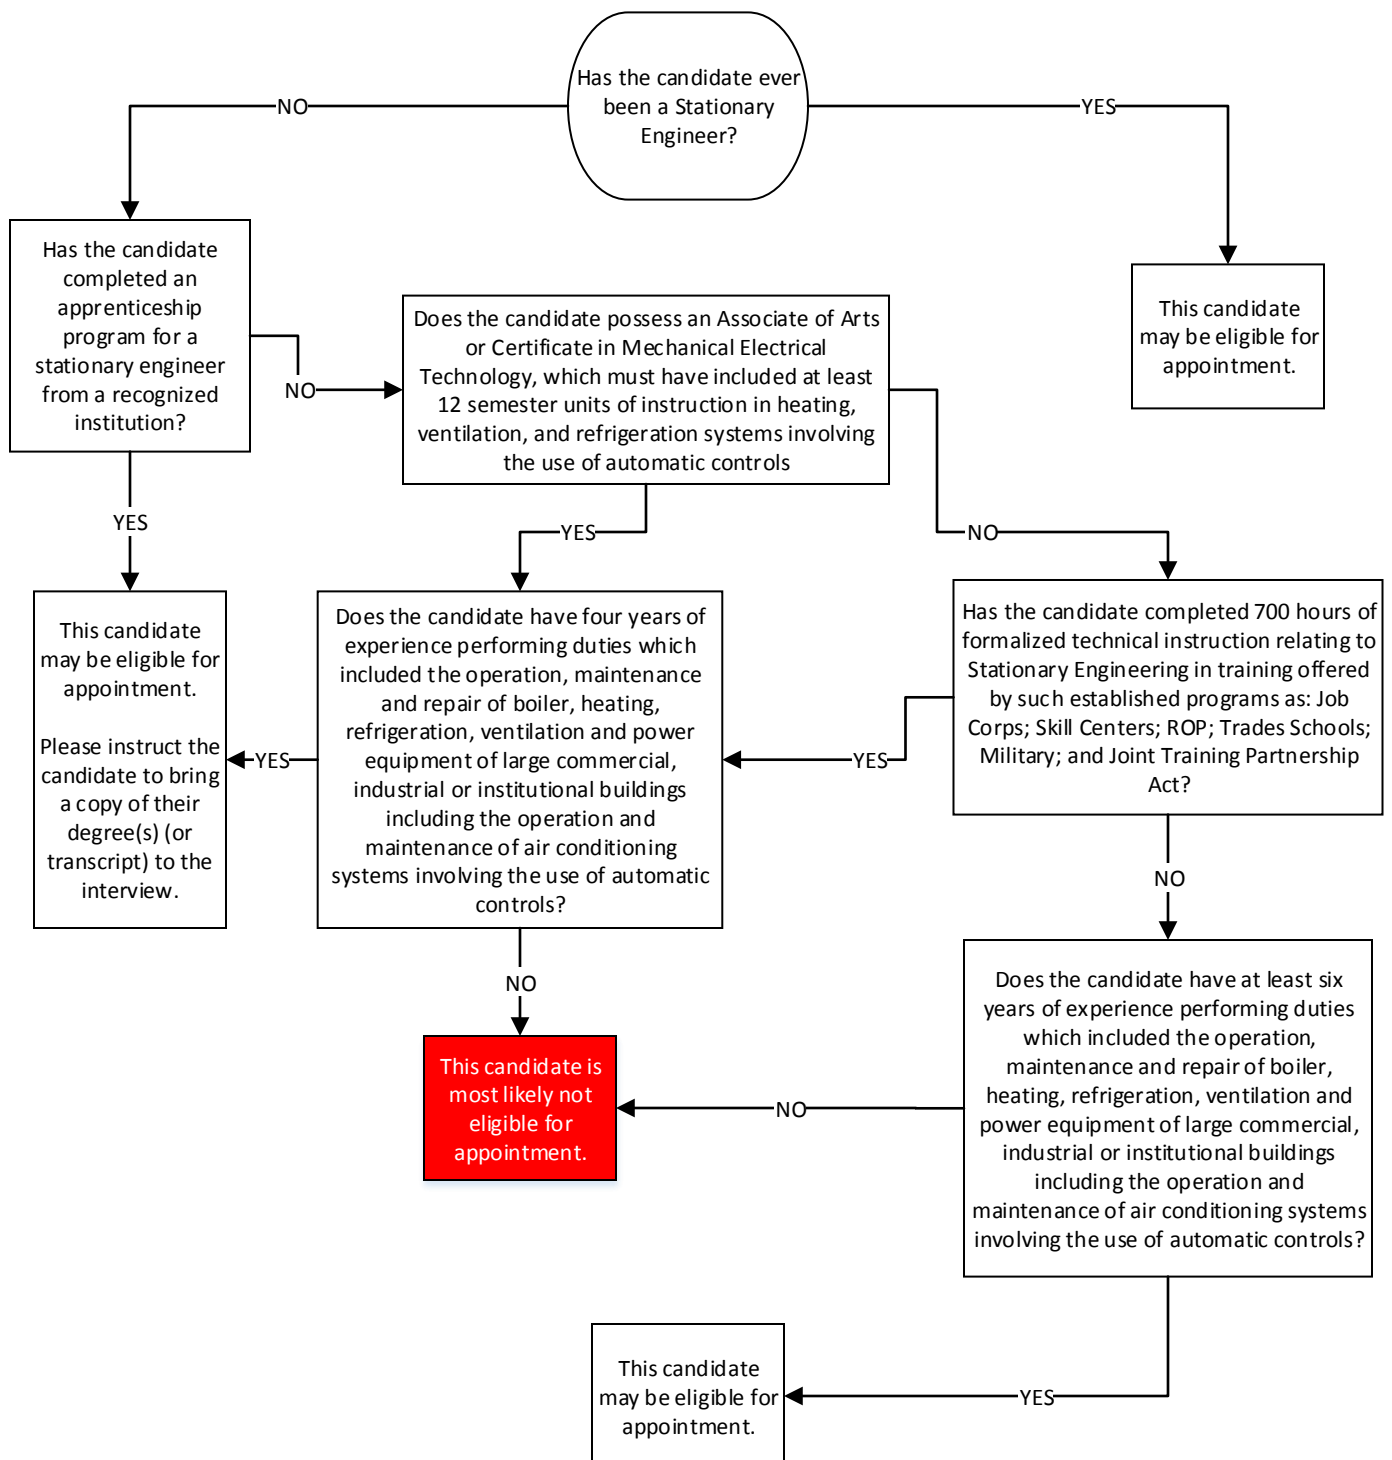 Has the candidate ever
been a Stationary
Engineer?
NO
YES
Has the candidate
completed an
apprenticeship
program for a
stationary engineer
from a recognized
institution?
This candidate
may be eligible for
appointment.
Does the candidate possess an Associate of Arts
or Certificate in Mechanical Electrical
Technology, which must have included at least
12 semester units of instruction in heating,
ventilation, and refrigeration systems involving
the use of automatic controls
NO
YES
YES
NO
This candidate
may be eligible for
appointment.
Please instruct the
candidate to bring
a copy of their
degree(s) (or
transcript) to the
interview.
Does the candidate have four years of
experience performing duties which
included the operation, maintenance
and repair of boiler, heating,
refrigeration, ventilation and power
equipment of large commercial,
industrial or institutional buildings
including the operation and
maintenance of air conditioning
systems involving the use of automatic
controls?
Has the candidate completed 700 hours of
formalized technical instruction relating to
Stationary Engineering in training offered
by such established programs as: Job
Corps; Skill Centers; ROP; Trades Schools;
Military; and Joint Training Partnership
Act?
YES
YES
NO
NO
This candidate is
most likely not
eligible for
appointment.
Does the candidate have at least six
years of experience performing duties
which included the operation,
maintenance and repair of boiler,
heating, refrigeration, ventilation and
power equipment of large commercial,
industrial or institutional buildings
including the operation and
maintenance of air conditioning systems
involving the use of automatic controls?
NO
This candidate
may be eligible for
appointment.
YES